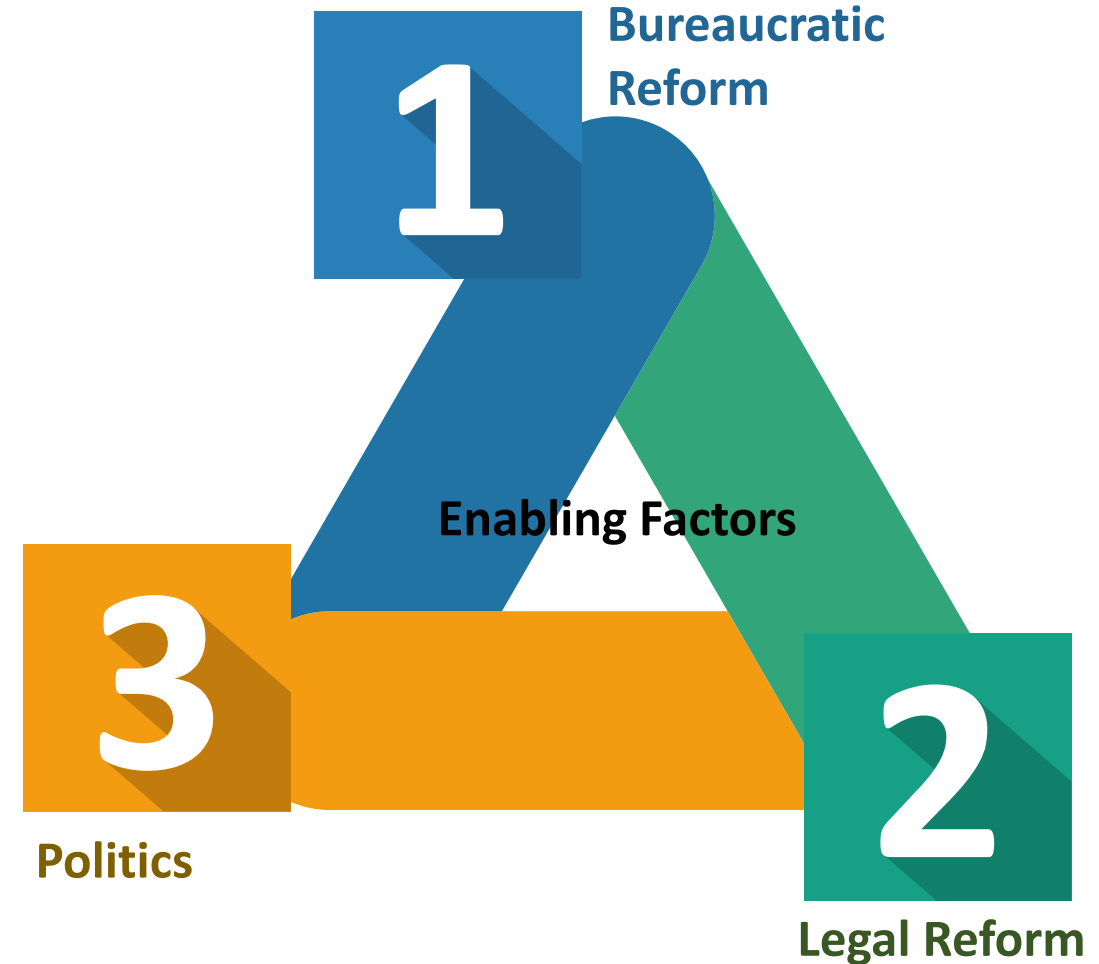 1
Bureaucratic
Reform
Enabling Factors
3
Politics
2
Legal Reform